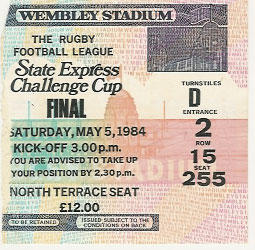 WEMBLEY STADIUM
THE RUGBY
FOOTBALL LEAGUE
State Express
Challenge Cup
FINAL
SATURDAY, MAY 5, 1984
KICK-OFF 3.00 p.m.
YOU ARE ADVISED TO TAKE UP
YOUR POSITION BY 2.30 p.m.
NORTH TERRACE SEAT
£12.00
TO BE RETAINED
ISSUED SUBJECT TO THE
CONDITIONS ON BACK
TURNSTILES
D
ENTRANCE
2
ROW
15
SEAT
255